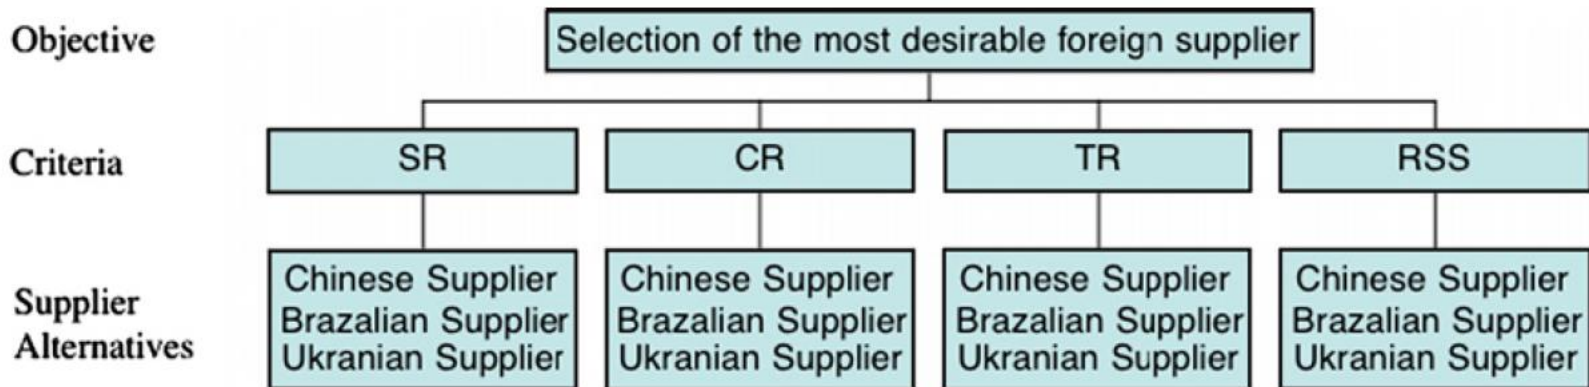 Objective
Selection of the most desirable foreign supplier
Criteria
SR
CR
TR
RSS
Supplier
Alternatives
Chinese Supplier
Brazalian Supplier
Ukranian Supplier
Chinese Supplier
Brazalian Supplier
Ukranian Supplier
Chinese Supplier
Brazalian Supplier
Ukranian Supplier
Chinese Supplier
Brazalian Supplier
Ukranian Supplier